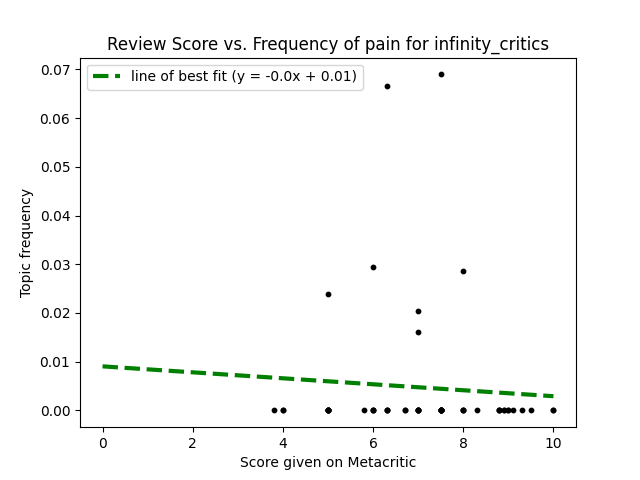 Review Score vs. Frequency of pain for infinity_critics
line of best fit (y = -0.0x + 0.01)
0.07
0.06
0.05
0.04
0.03
0.02
0.01
0.00
Topic frequency
0 2 4 6 8 10
Score given on Metacritic